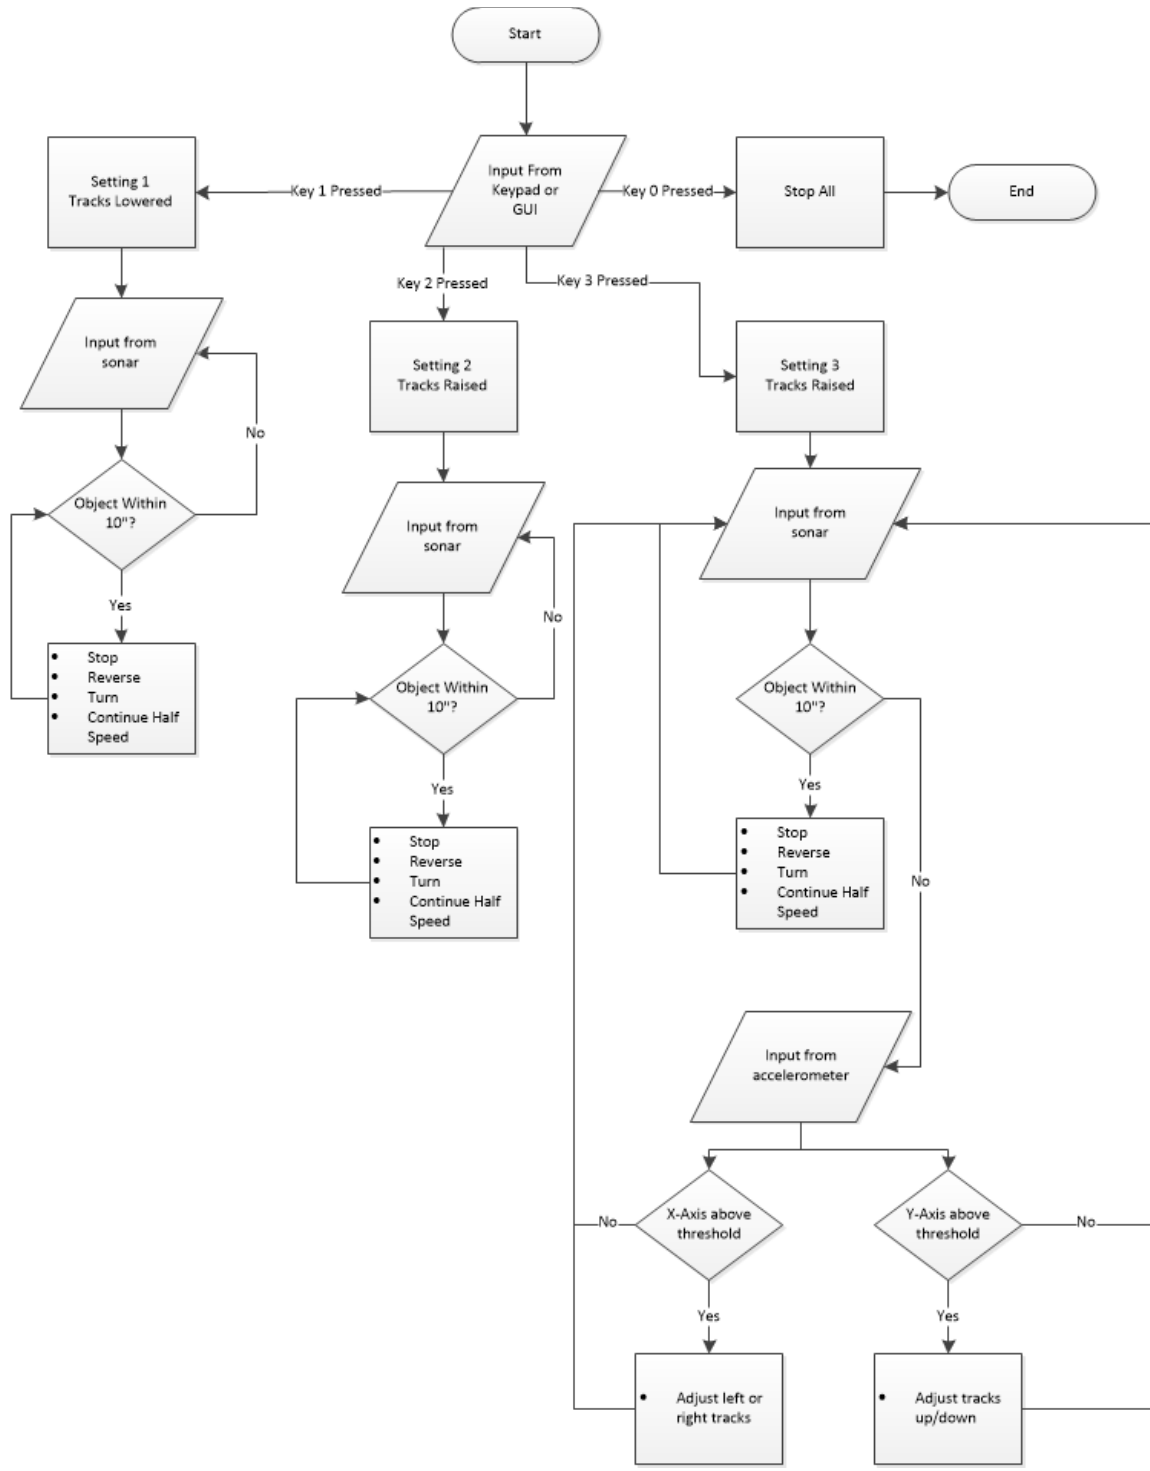 Start
Input From
Keypad or
GUI
Key 1 Pressed
Setting 1
Tracks Lowered
Key 0 Pressed
Stop All
End
Key 2 Pressed
Key 3 Pressed
Input from
sonar
No
Object Within
10"?
Yes
• Stop
• Reverse
• Turn
• Continue Half
Speed
Setting 2
Tracks Raised
Input from
sonar
No
Object Within
10"?
Yes
• Stop
• Reverse
• Turn
• Continue Half
Speed
Setting 3
Tracks Raised
Input from
sonar
Object Within
10"?
Yes
• Stop
• Reverse
• Turn
• Continue Half
Speed
No
Input from
accelerometer
X-Axis above
threshold
No
Yes
• Adjust left or
right tracks
Y-Axis above
threshold
No
Yes
• Adjust tracks
up/down